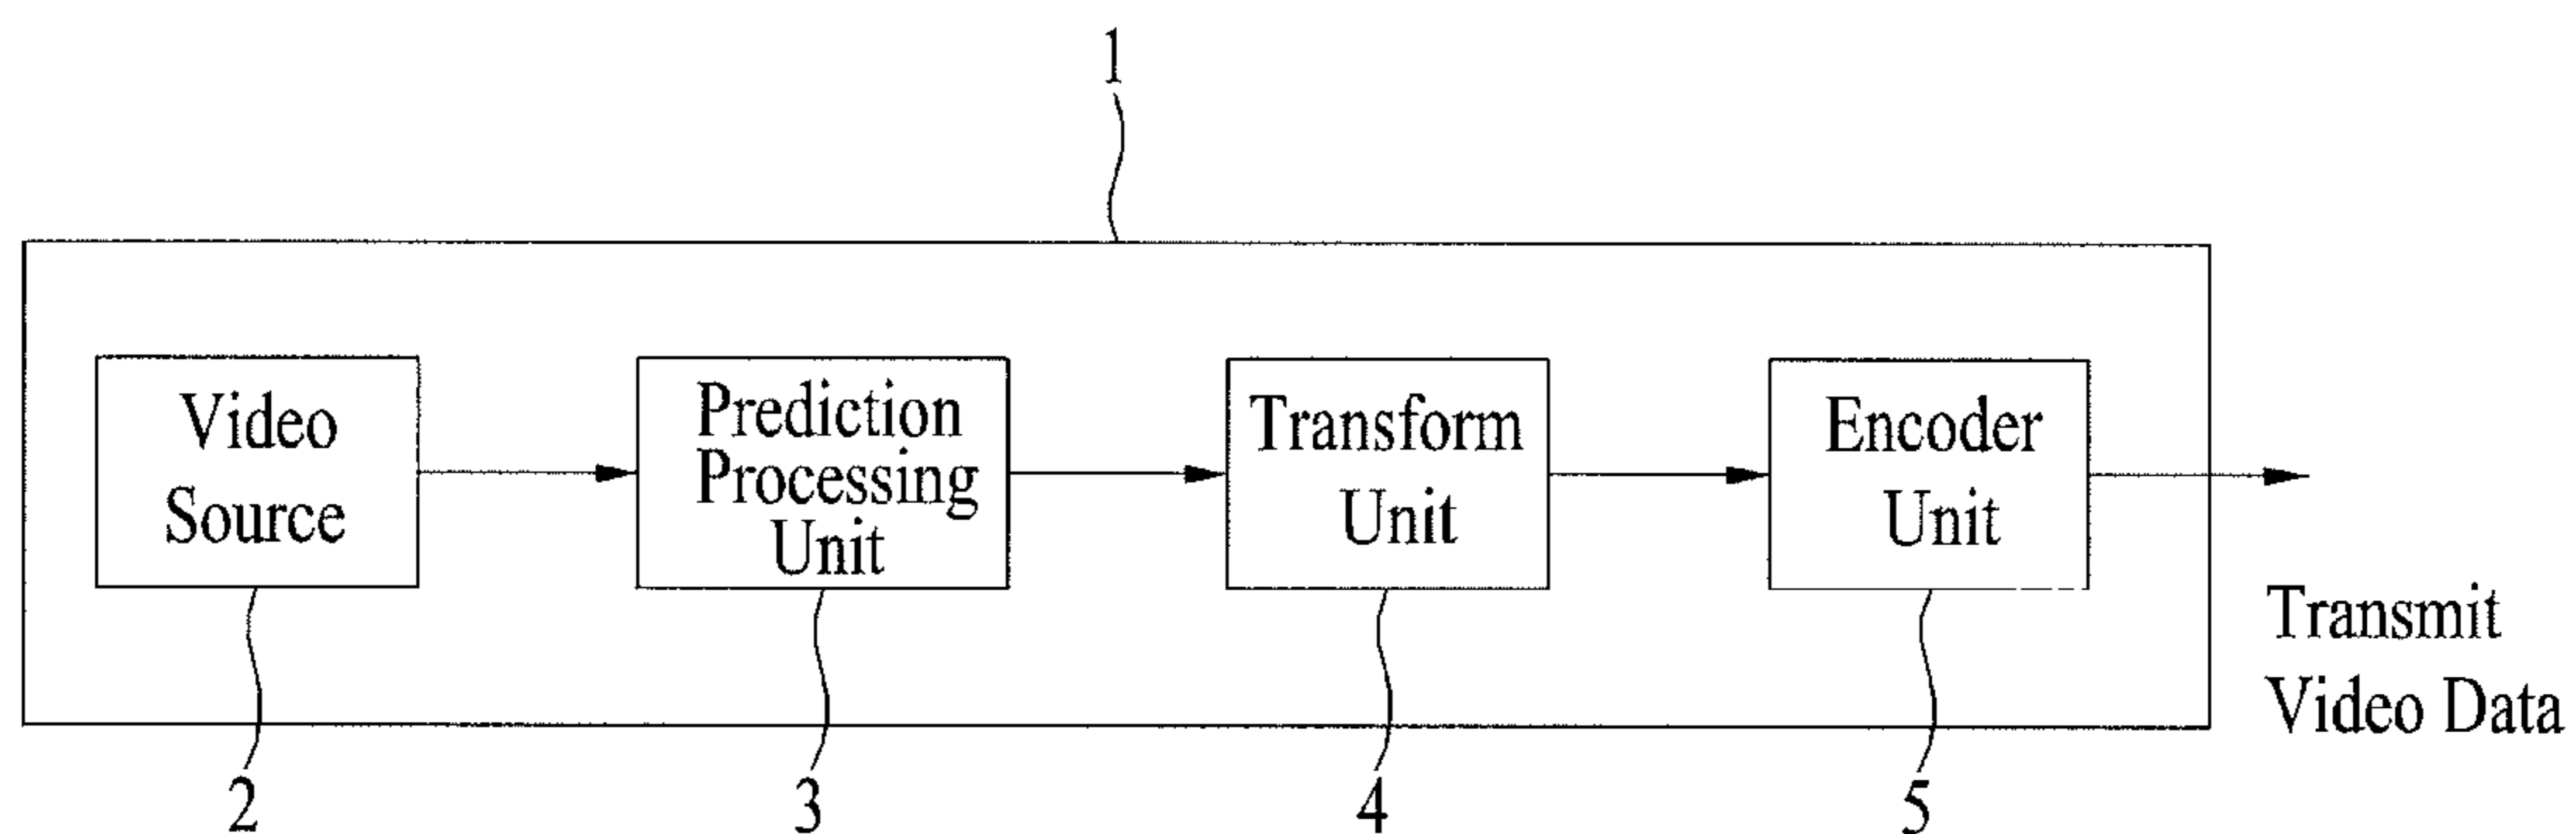 1
Video
Source
Prediction
Processing
Unit
Transform
Unit
Encoder
Unit
Transmit
Video Data
2
3
4
5